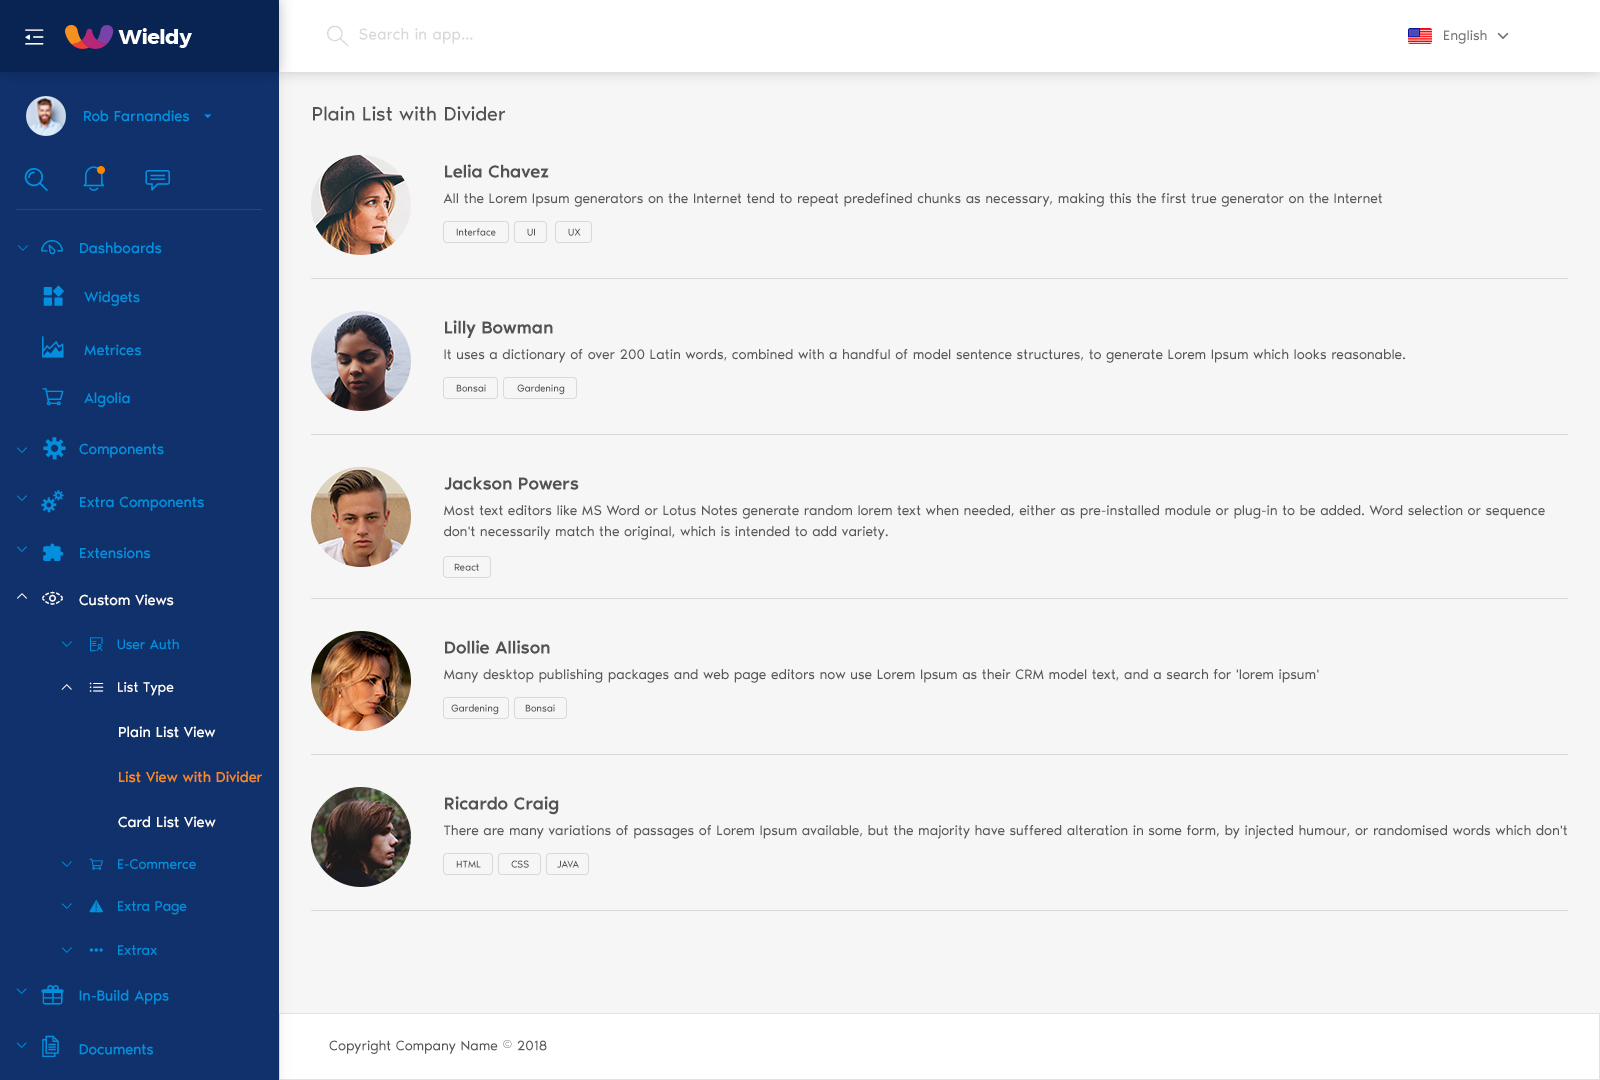 Wieldy
Search in app...
English
Rob Farnandies
Dashboards
Widgets
Metrices
Algolia
Components
Extra Components
Extensions
Custom Views
User Auth
List Type
Plain List View
List View with Divider
Card List View
E-Commerce
Extra Page
Extrax
In-Build Apps
Documents
Plain List with Divider
Lelia Chavez
All the Lorem Ipsum generators on the Internet tend to repeat predefined chunks as necessary, making this the first true generator on the Internet
Interface UI UX
Lilly Bowman
It uses a dictionary of over 200 Latin words, combined with a handful of model sentence structures, to generate Lorem Ipsum which looks reasonable.
Bonsai Gardening
Jackson Powers
Most text editors like MS Word or Lotus Notes generate random lorem text when needed, either as pre-installed module or plug-in to be added. Word selection or sequence
don't necessarily match the original, which is intended to add variety.
React
Dollie Allison
Many desktop publishing packages and web page editors now use Lorem Ipsum as their CRM model text, and a search for 'lorem ipsum'
Gardening Bonsai
Ricardo Craig
There are many variations of passages of Lorem Ipsum available, but the majority have suffered alteration in some form, by injected humour, or randomised words which don't
HTML CSS JAVA
Copyright Company Name © 2018